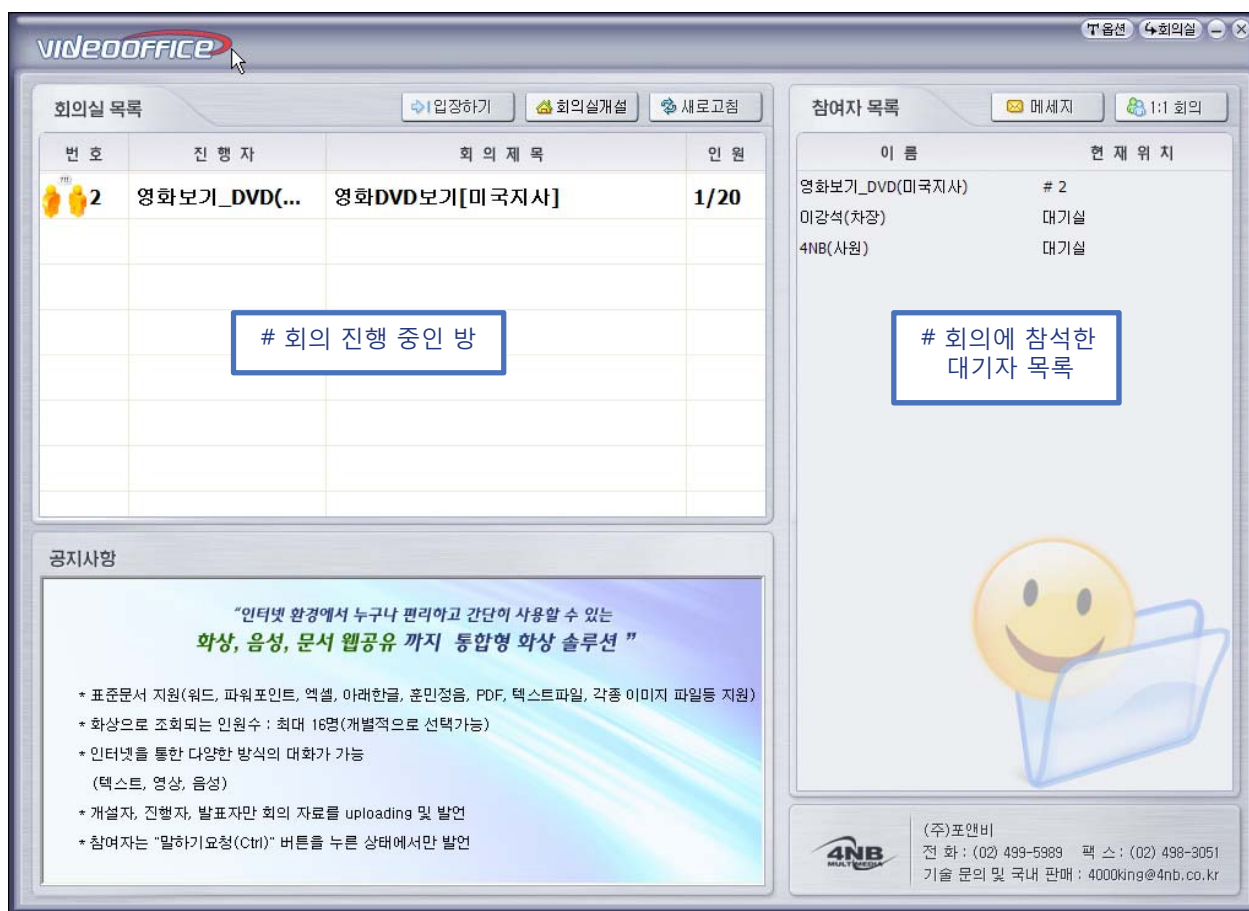 VIDEOOFFICE
옵션 회의실
회의실 목록 입장하기 회의실개설 새로고침
번 호 진 행 자 회 의 제 목 인 원
2 영화보기_DVD(... 영화DVD보기[미국지사] 1/20
# 회의 진행 중인 방
참여자 목록 메세지 1:1 회의
이 름 현 재 위 치
영화보기_DVD(미국지사) # 2
이강석(차장) 대기실
4NB(사원) 대기실
# 회의에 참석한
대기자 목록
공지사항
"인터넷 환경에서 누구나 편리하고 간단히 사용할 수 있는
화상, 음성, 문서 웹공유 까지 통합형 화상 솔루션 "
* 표준문서 지원(워드, 파워포인트, 엑셀, 아래한글, 훈민정음, PDF, 텍스트파일, 각종 이미지 파일등 지원)
* 화상으로 조회되는 인원수 : 최대 16명(개별적으로 선택가능)
* 인터넷을 통한 다양한 방식의 대화가 가능
(텍스트, 영상, 음성)
* 개설자, 진행자, 발표자만 회의 자료를 uploading 및 발언
* 참여자는 "말하기요청(Ctrl)" 버튼을 누른 상태에서만 발언
4NB
MULTIMEDIA
(주)포앤비
전 화 : (02) 499-5989 팩 스 : (02) 498-3051
기술 문의 및 국내 판매 : 4000king@4nb.co.kr